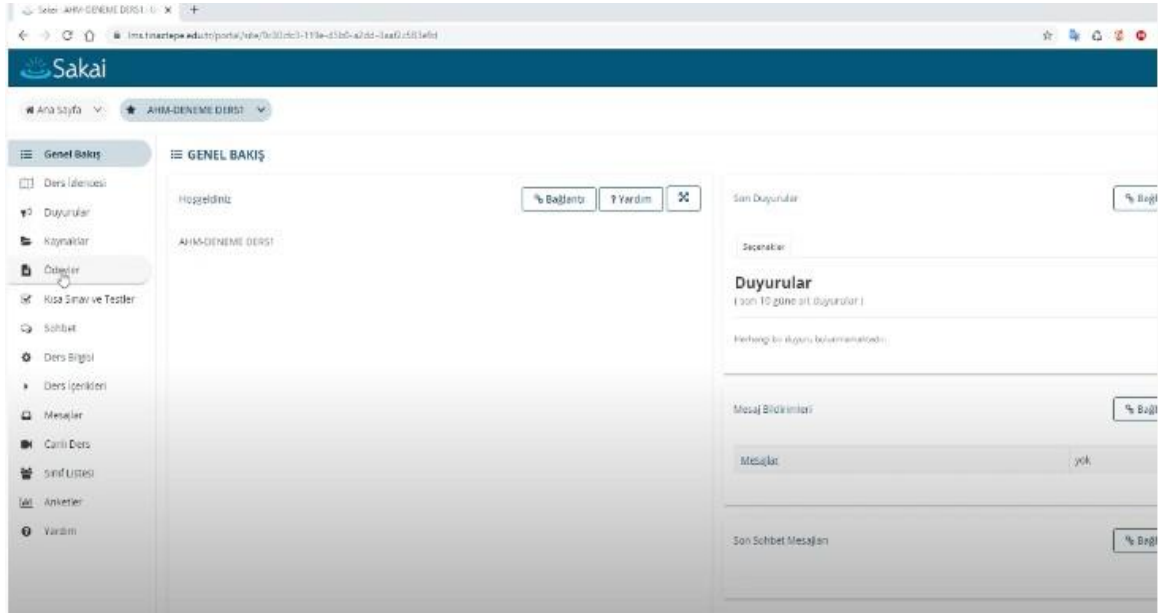 Sakai
Ana Sayfa
AHM-DENEME DERS1
Genel Bakış
Ders İzlencesi
Duyurular
Kaynaklar
Ödevler
Kısa Sınav ve Testler
Sohbet
Ders Bilgisi
Ders İçerikleri
Mesajlar
Canlı Ders
Sınıf Listesi
Anketler
Yardım
GENEL BAKIŞ
Hoşgeldiniz
Bağlantı
? Yardım
AHM-DENEME DERS1
Son Duyurular
Seçenekler
Duyurular
( son 10 güne ait duyurular )
Herhangi bir duyuru bulunmamaktadır.
Mesaj Bildirimleri
Mesajlar yok
Son Sohbet Mesajları